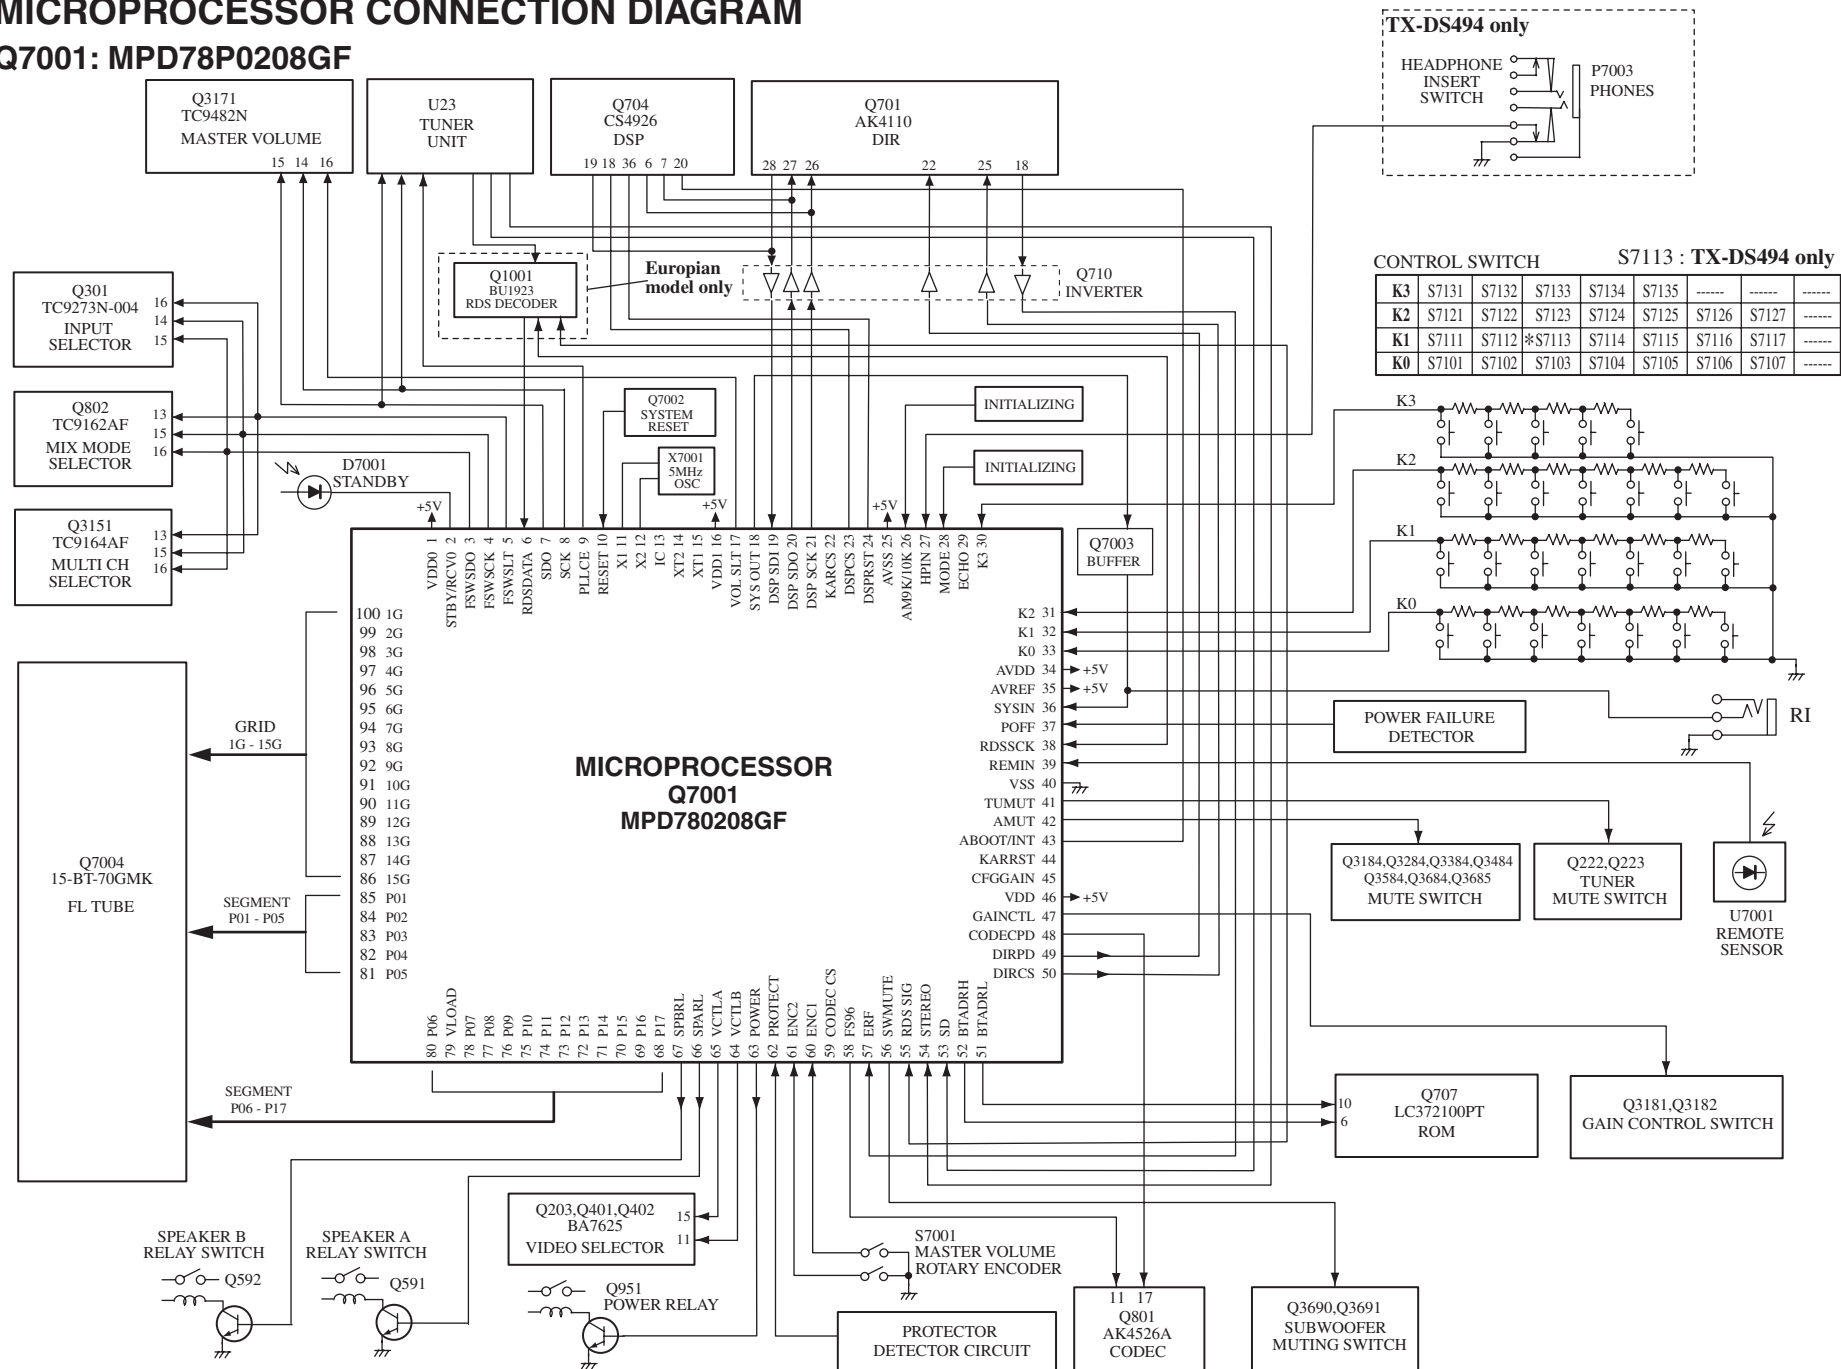 MICROPROCESSOR CONNECTION DIAGRAM
Q7001: MPD78P0208GF
TX-DS494 only
HEADPHONE
INSERT
SWITCH
P7003
PHONES
Q3171
TC9482N
MASTER VOLUME
15 14 16
U23
TUNER
UNIT
Q704
CS4926
DSP
19 18 36 6 7 20
Q701
AK4110
DIR
28 27 26 22 25 18
Q1001
BU1923
RDS DECODER
Europian
model only
Q710
INVERTER
CONTROL SWITCH
S7113 : TX-DS494 only
K3 S7131 S7132 S7133 S7134 S7135 ------ ------ ------
K2 S7121 S7122 S7123 S7124 S7125 S7126 S7127 ------
K1 S7111 S7112 *S7113 S7114 S7115 S7116 S7117 ------
K0 S7101 S7102 S7103 S7104 S7105 S7106 S7107 ------
Q301
TC9273N-004
INPUT
SELECTOR
16
14
15
Q802
TC9162AF
MIX MODE
SELECTOR
13
15
16
Q3151
TC9164AF
MULTI CH
SELECTOR
13
15
16
D7001
STANDBY
Q7002
SYSTEM
RESET
X7001
5MHz
OSC
INITIALIZING
INITIALIZING
Q7003
BUFFER
K3
K2
K1
K0
+5V
+5V
+5V
VDD0 1
STBY/RCV0 2
FSWSDO 3
FSWSCK 4
FSWSLT 5
RDSDATA 6
SDO 7
SCK 8
PLLCE 9
RESET 10
X1 11
X2 12
IC 13
XT2 14
XT1 15
VDD1 16
VOL SLT 17
SYS OUT 18
DSP SDI 19
DSP SDO 20
DSP SCK 21
KARCS 22
DSPCS 23
DSPRST 24
AVSS 25
AM9K/10K 26
HPIN 27
MODE 28
ECHO 29
K3 30
100 1G
99 2G
98 3G
97 4G
96 5G
95 6G
94 7G
93 8G
92 9G
91 10G
90 11G
89 12G
88 13G
87 14G
86 15G
85 P01
84 P02
83 P03
82 P04
81 P05
K2 31
K1 32
K0 33
AVDD 34 +5V
AVREF 35 +5V
SYSIN 36
POFF 37
RDSSCK 38
REMIN 39
VSS 40
TUMUT 41
AMUT 42
ABOOT/INT 43
KARRST 44
CFGGAIN 45
VDD 46 +5V
GAINCTL 47
CODECPD 48
DIRPD 49
DIRCS 50
MICROPROCESSOR
Q7001
MPD780208GF
GRID
1G - 15G
SEGMENT
P01 - P05
Q7004
15-BT-70GMK
FL TUBE
SEGMENT
P06 - P17
80 P06
79 VLOAD
78 P07
77 P08
76 P09
75 P10
74 P11
73 P12
72 P13
71 P14
70 P15
69 P16
68 P17
67 SPBRL
66 SPARL
65 VCTLA
64 VCTLB
63 POWER
62 PROTECT
61 ENC2
60 ENC1
59 CODEC CS
58 FS96
57 ERF
56 SWMUTE
55 RDS SIG
54 STEREO
53 SD
52 BTADRH
51 BTADRL
POWER FAILURE
DETECTOR
RI
Q3184,Q3284,Q3384,Q3484
Q3584,Q3684,Q3685
MUTE SWITCH
Q222,Q223
TUNER
MUTE SWITCH
U7001
REMOTE
SENSOR
10
6
Q707
LC372100PT
ROM
Q3181,Q3182
GAIN CONTROL SWITCH
SPEAKER B
RELAY SWITCH
Q592
SPEAKER A
RELAY SWITCH
Q591
Q203,Q401,Q402
BA7625
VIDEO SELECTOR
15
11
Q951
POWER RELAY
S7001
MASTER VOLUME
ROTARY ENCODER
PROTECTOR
DETECTOR CIRCUIT
11 17
Q801
AK4526A
CODEC
Q3690,Q3691
SUBWOOFER
MUTING SWITCH